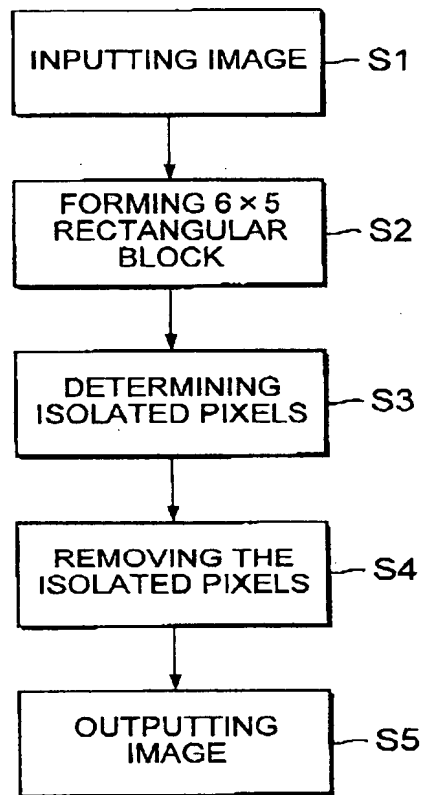 INPUTTING IMAGE
S1
FORMING 6 × 5
RECTANGULAR
BLOCK
S2
DETERMINING
ISOLATED PIXELS
S3
REMOVING THE
ISOLATED PIXELS
S4
OUTPUTTING
IMAGE
S5